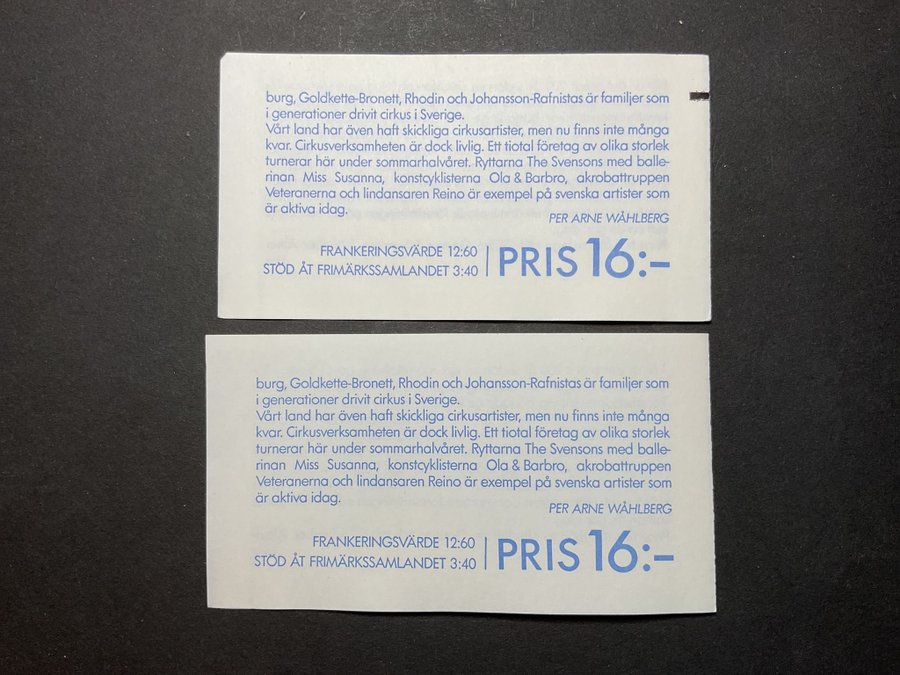 burg, Goldkette-Bronett, Rhodin och Johansson-Rafnistas är familjer som
i generationer drivit cirkus i Sverige.
Vårt land har även haft skickliga cirkusartister, men nu finns inte många
kvar. Cirkusverksamheten är dock livlig. Ett tiotal företag av olika storlek
turnerar här under sommarhalvåret. Ryttarna The Svensons med balle-
rinan Miss Susanna, konstcyklisterna Ola & Barbro, akrobattruppen
Veteranerna och lindansaren Reino är exempel på svenska artister som
är aktiva idag.
PER ARNE WÅHLBERG
FRANKERINGSVÄRDE 12:60
STÖD ÅT FRIMÄRKSSAMLANDET 3:40
PRIS 16:–
burg, Goldkette-Bronett, Rhodin och Johansson-Rafnistas är familjer som
i generationer drivit cirkus i Sverige.
Vårt land har även haft skickliga cirkusartister, men nu finns inte många
kvar. Cirkusverksamheten är dock livlig. Ett tiotal företag av olika storlek
turnerar här under sommarhalvåret. Ryttarna The Svensons med balle-
rinan Miss Susanna, konstcyklisterna Ola & Barbro, akrobattruppen
Veteranerna och lindansaren Reino är exempel på svenska artister som
är aktiva idag.
PER ARNE WÅHLBERG
FRANKERINGSVÄRDE 12:60
STÖD ÅT FRIMÄRKSSAMLANDET 3:40
PRIS 16:–